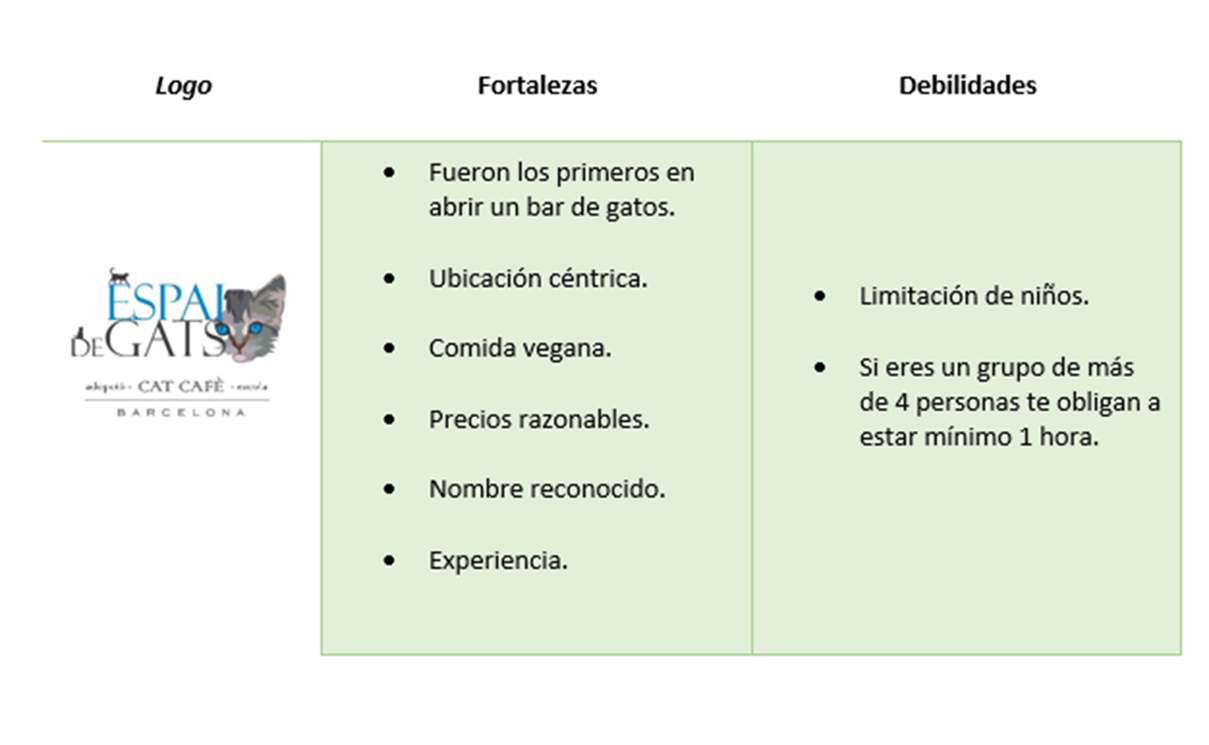 Logo
Fortalezas
Debilidades
ESPAI
DE GATS
adopció - CAT CAFÈ - escola
BARCELONA
• Fueron los primeros en
abrir un bar de gatos.
• Ubicación céntrica.
• Comida vegana.
• Precios razonables.
• Nombre reconocido.
• Experiencia.
• Limitación de niños.
• Si eres un grupo de más
de 4 personas te obligan a
estar mínimo 1 hora.